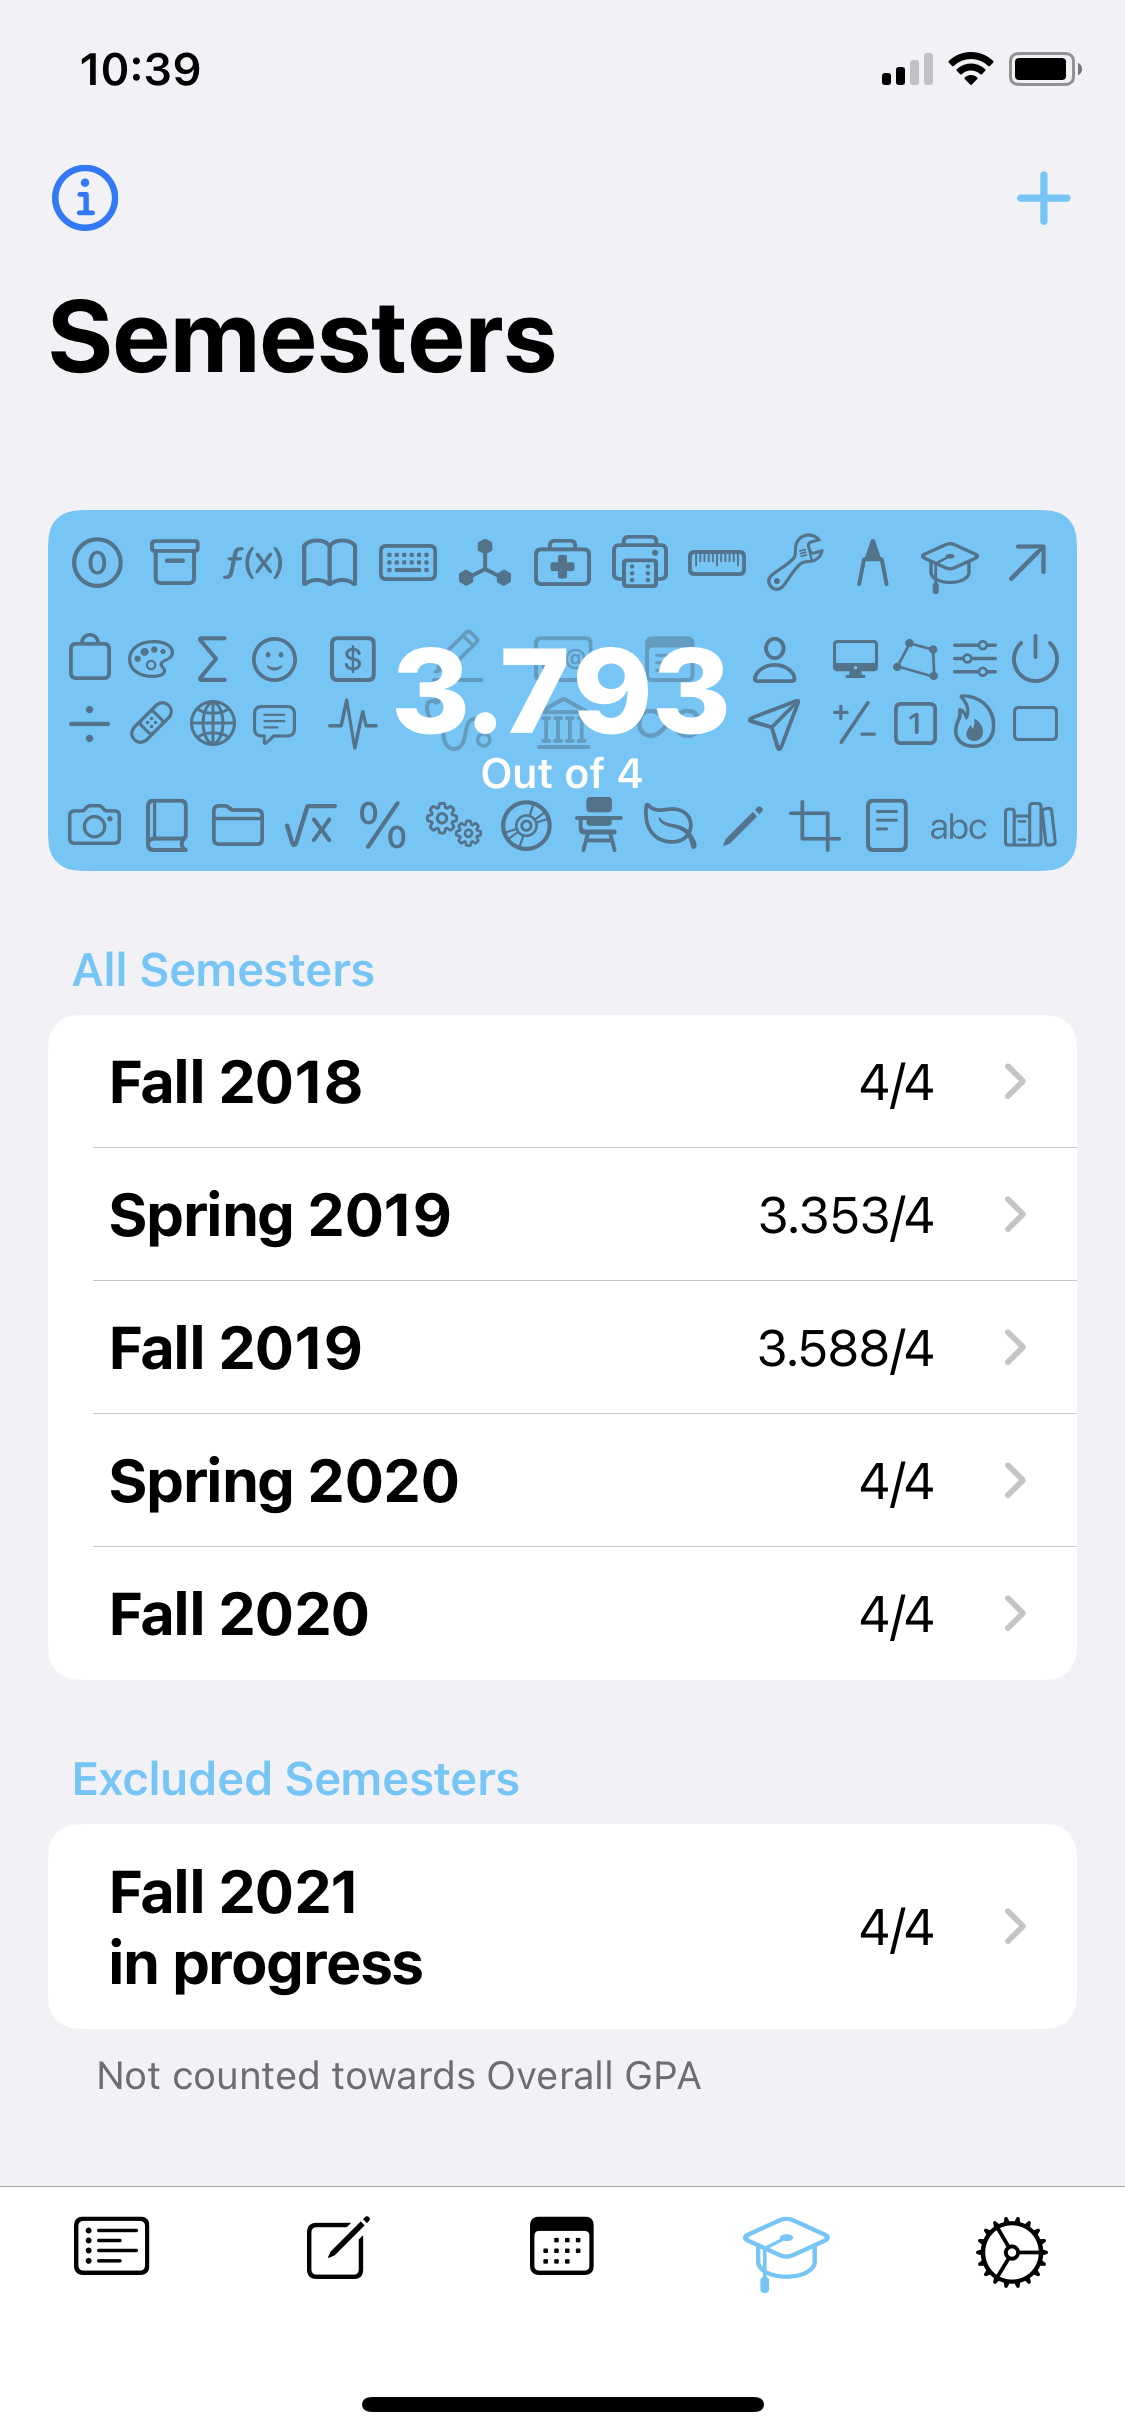 10:39
Semesters
f(x)
$
@
3.793
1
Out of 4
√x
%
abc
All Semesters
Fall 2018 4/4
Spring 2019 3.353/4
Fall 2019 3.588/4
Spring 2020 4/4
Fall 2020 4/4
Excluded Semesters
Fall 2021
in progress 4/4
Not counted towards Overall GPA